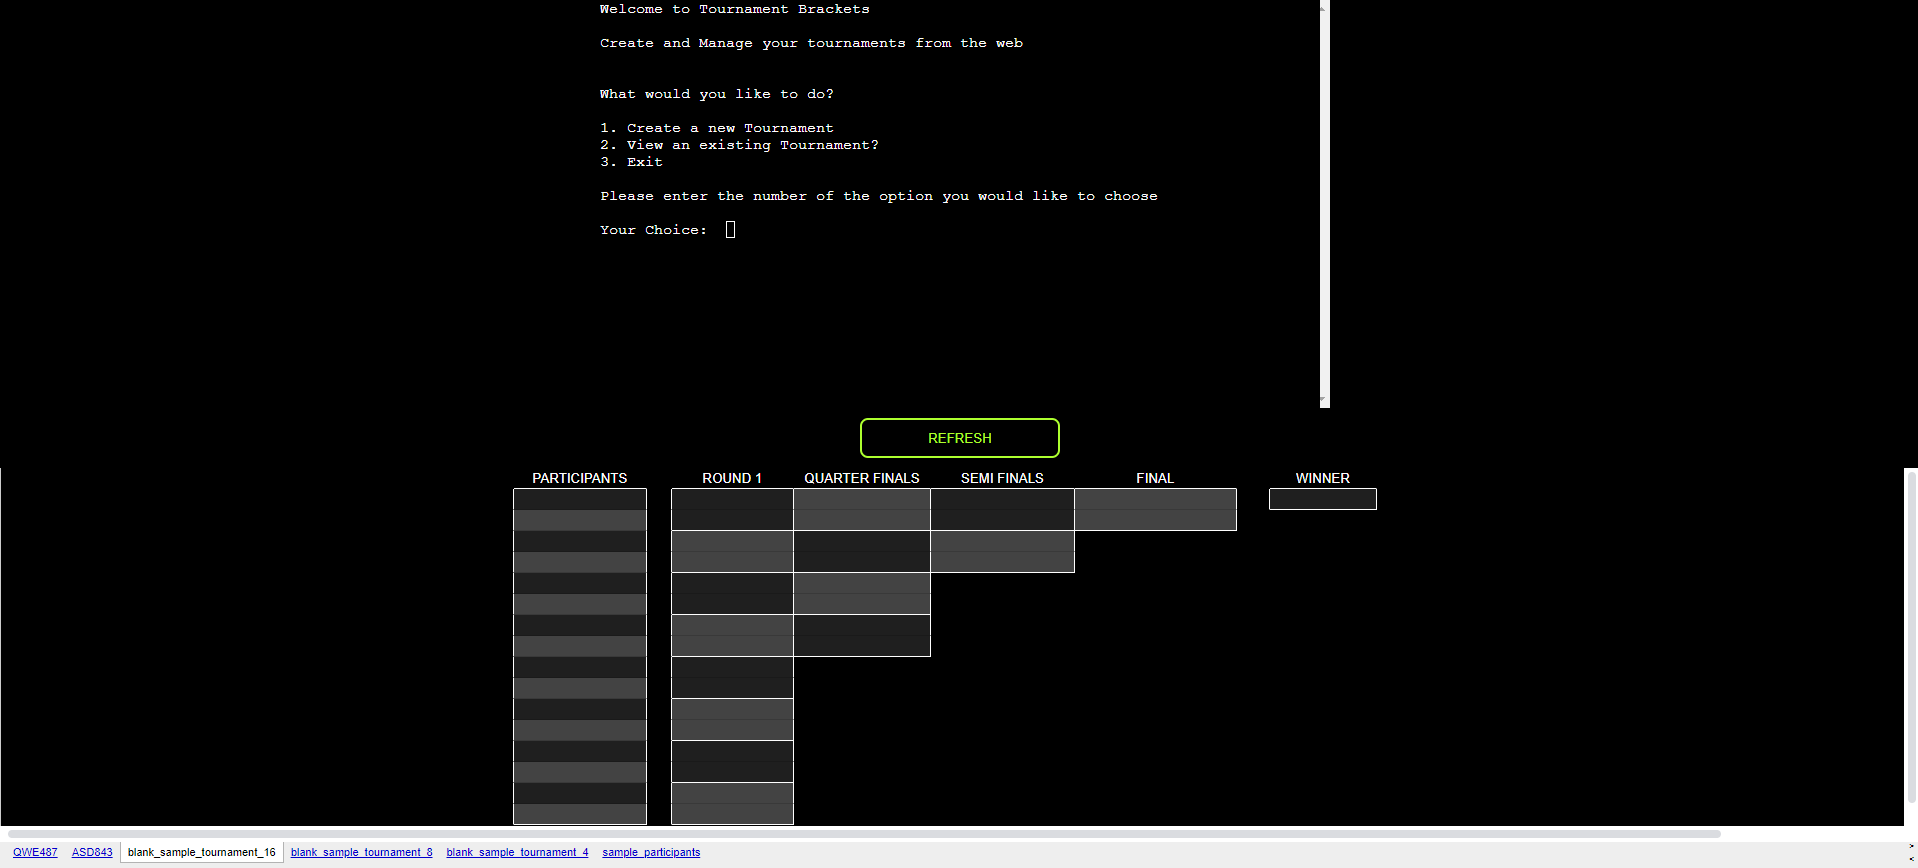 Welcome to Tournament Brackets
Create and Manage your tournaments from the web
What would you like to do?
1. Create a new Tournament
2. View an existing Tournament?
3. Exit
Please enter the number of the option you would like to choose
Your Choice:
REFRESH
PARTICIPANTS ROUND 1 QUARTER FINALS SEMI FINALS FINAL WINNER
QWE487 ASD843 blank_sample_tournament_16 blank_sample_tournament_8 blank_sample_tournament_4 sample_participants